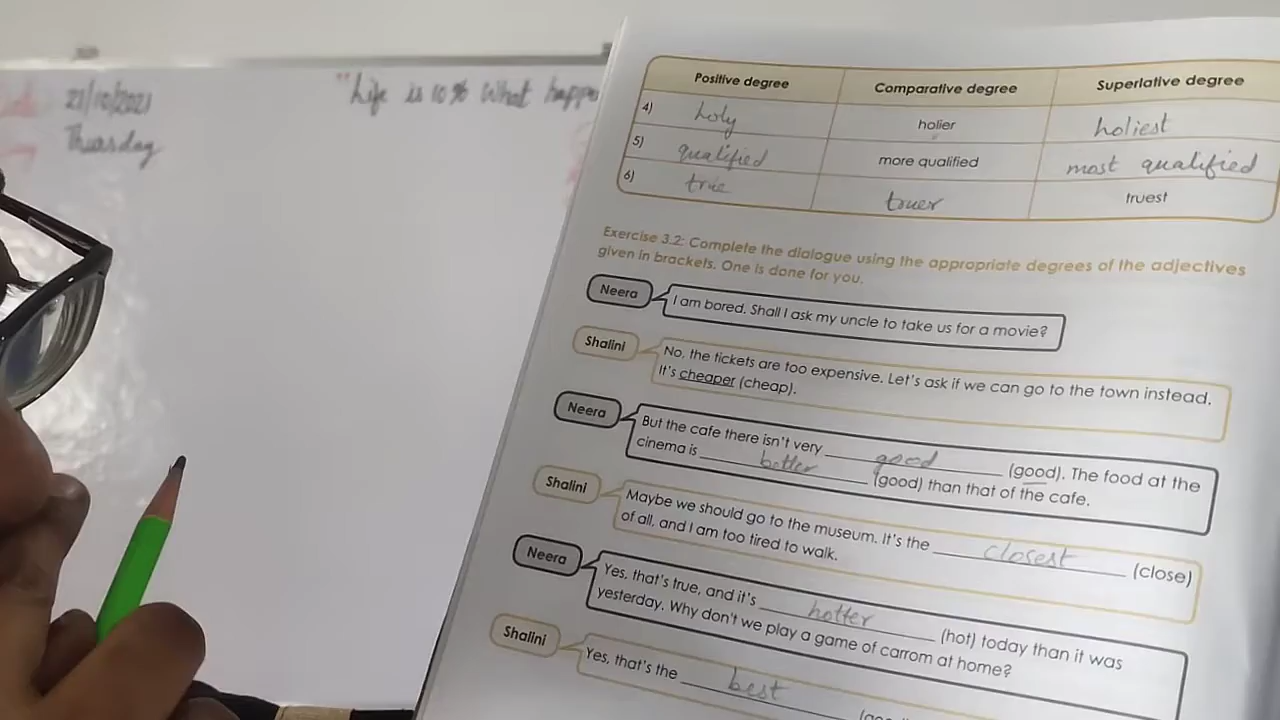 21/10/2021
Thursday
"Life is 10% What happe
Positive degree Comparative degree Superlative degree
4) holy holier holiest
5) qualified more qualified most qualified
6) true truer truest
Exercise 3.2: Complete the dialogue using the appropriate degrees of the adjectives
given in brackets. One is done for you.
Neera I am bored. Shall I ask my uncle to take us for a movie?
Shalini No, the tickets are too expensive. Let's ask if we can go to the town instead.
It's cheaper (cheap).
Neera But the cafe there isn't very good (good). The food at the
cinema is better (good) than that of the cafe.
Shalini Maybe we should go to the museum. It's the closest (close)
of all, and I am too tired to walk.
Neera Yes, that's true, and it's hotter (hot) today than it was
yesterday. Why don't we play a game of carrom at home?
Shalini Yes, that's the best